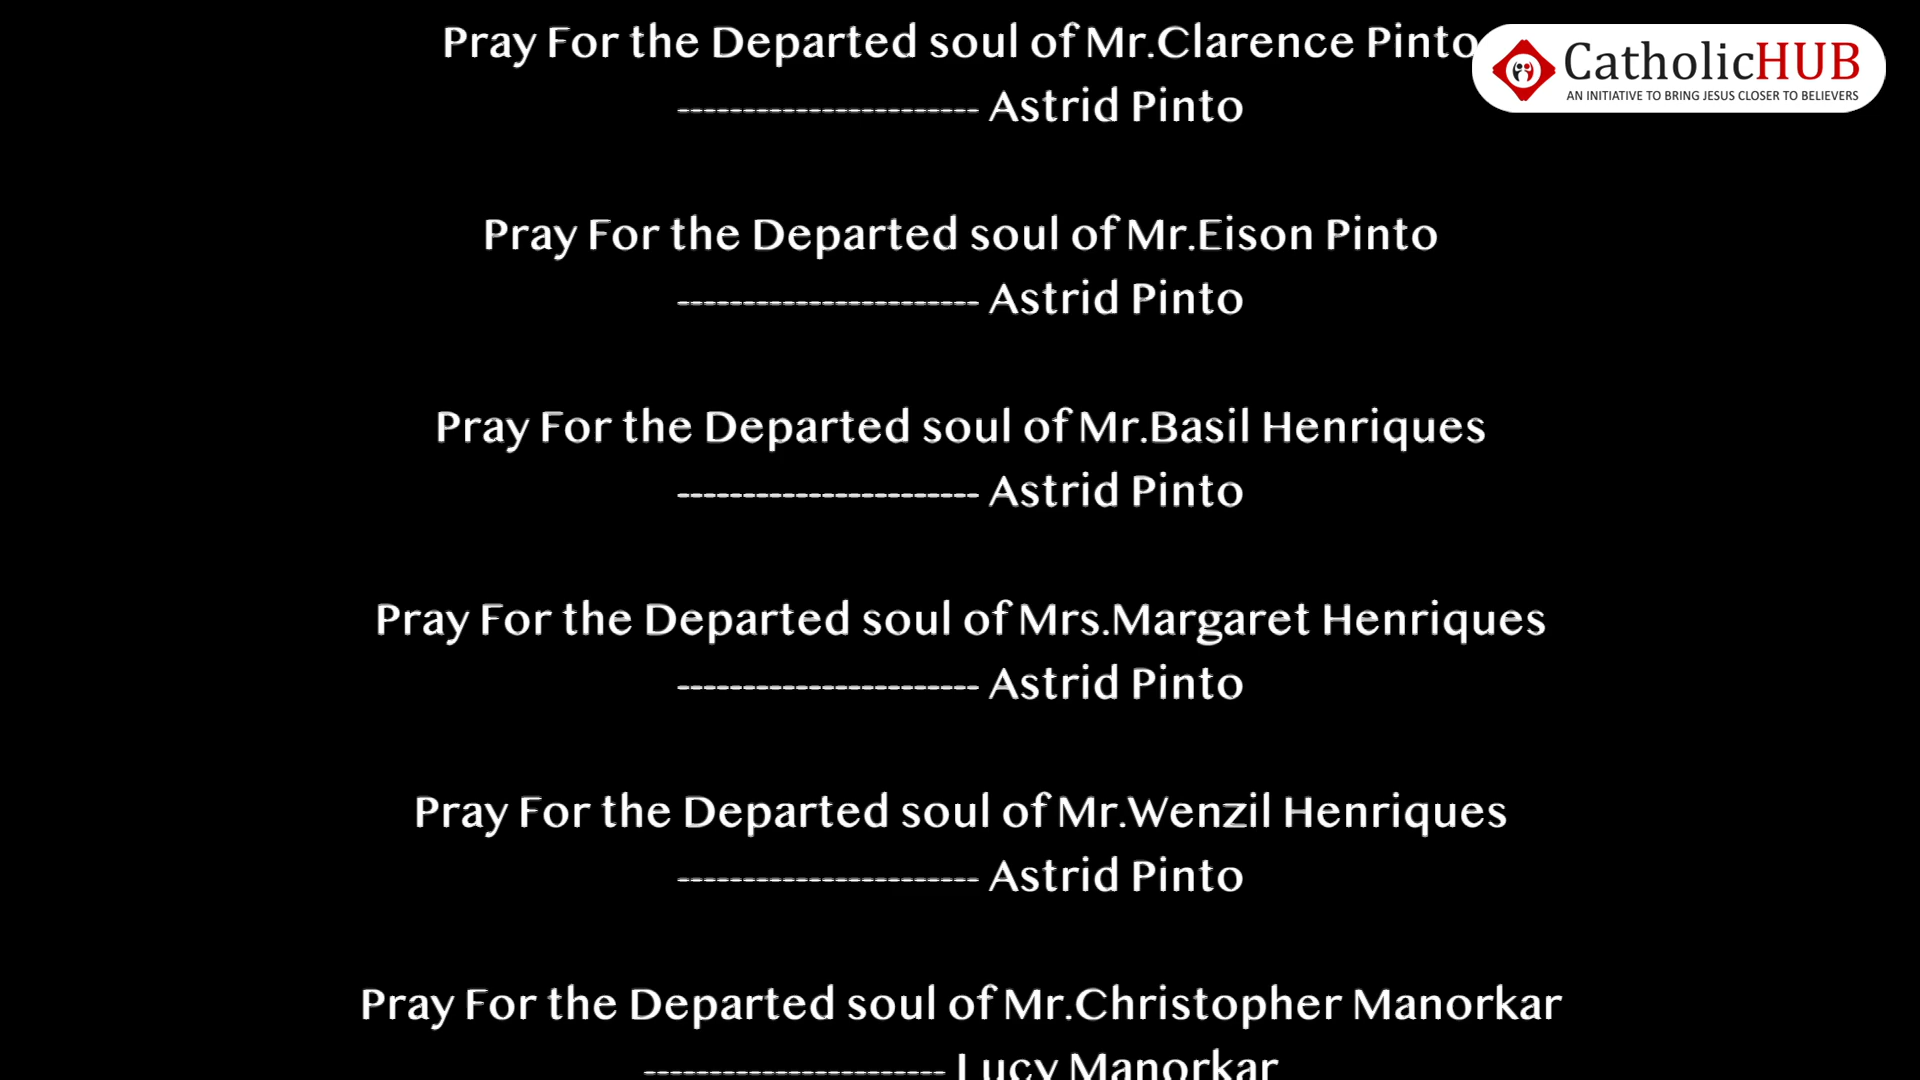 Pray For the Departed soul of Mr.Clarence Pinto
CatholicHUB
AN INITIATIVE TO BRING JESUS CLOSER TO BELIEVERS
----------------------- Astrid Pinto
Pray For the Departed soul of Mr.Eison Pinto
----------------------- Astrid Pinto
Pray For the Departed soul of Mr.Basil Henriques
----------------------- Astrid Pinto
Pray For the Departed soul of Mrs.Margaret Henriques
----------------------- Astrid Pinto
Pray For the Departed soul of Mr.Wenzil Henriques
----------------------- Astrid Pinto
Pray For the Departed soul of Mr.Christopher Manorkar
----------------------- Lucy Manorkar